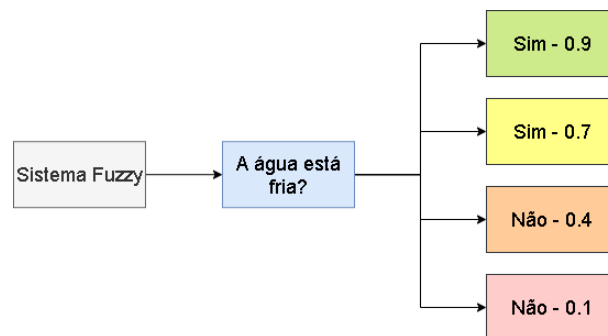 Sistema Fuzzy
A água está
fria?
Sim - 0.9
Sim - 0.7
Não - 0.4
Não - 0.1